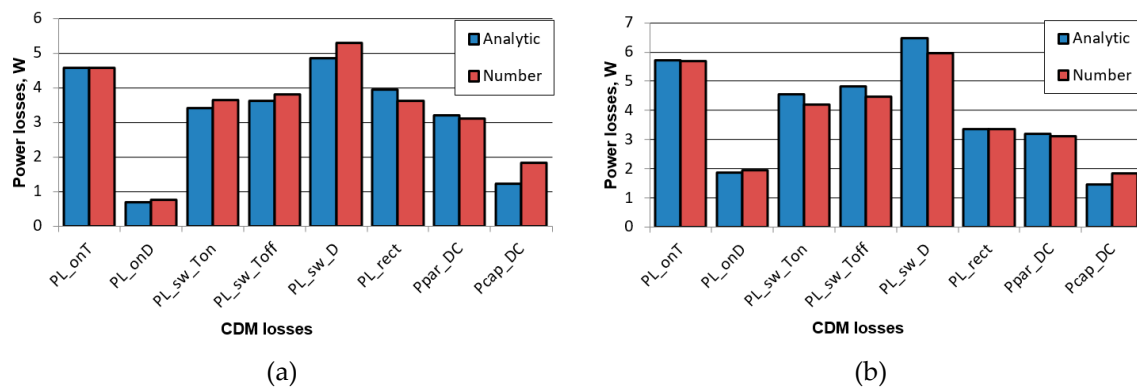 6
5
4
3
2
1
0
Power losses, W
Analytic
Number
PL_onT
PL_onD
PL_sw_Ton
PL_sw_Toff
PL_sw_D
PL_rect
Ppar_DC
Pcap_DC
CDM losses
(a)
7
6
5
4
3
2
1
0
Power losses, W
Analytic
Number
PL_onT
PL_onD
PL_sw_Ton
PL_sw_Toff
PL_sw_D
PL_rect
Ppar_DC
Pcap_DC
CDM losses
(b)